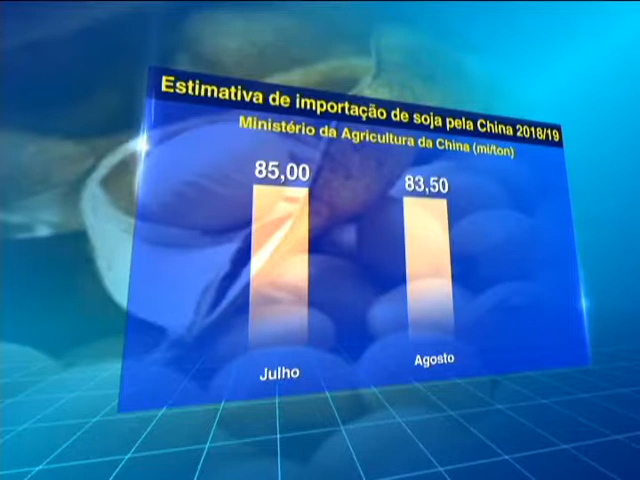 Estimativa de importação de soja pela China 2018/19
Ministério da Agricultura da China (mi/ton)
85,00
83,50
Julho
Agosto